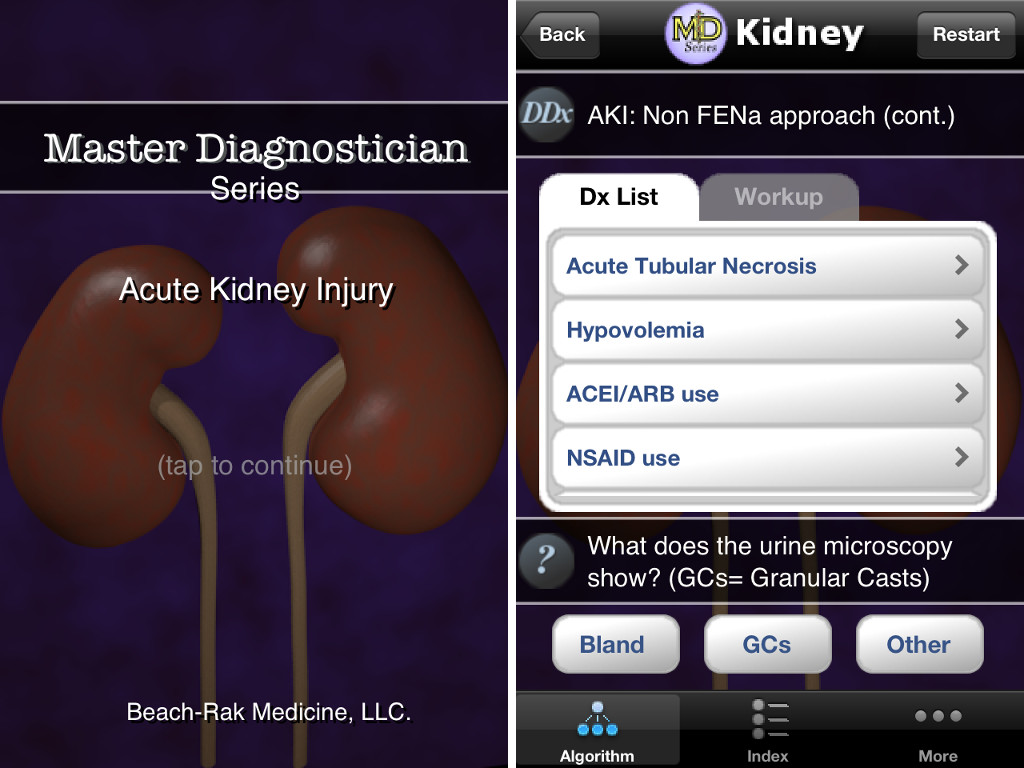 Master Diagnostician
Series
Acute Kidney Injury
(tap to continue)
Beach-Rak Medicine, LLC.
Back
MD
Series
Kidney
Restart
DDx
AKI: Non FENa approach (cont.)
Dx List
Workup
Acute Tubular Necrosis
Hypovolemia
ACEI/ARB use
NSAID use
?
What does the urine microscopy
show? (GCs= Granular Casts)
Bland
GCs
Other
Algorithm
Index
More